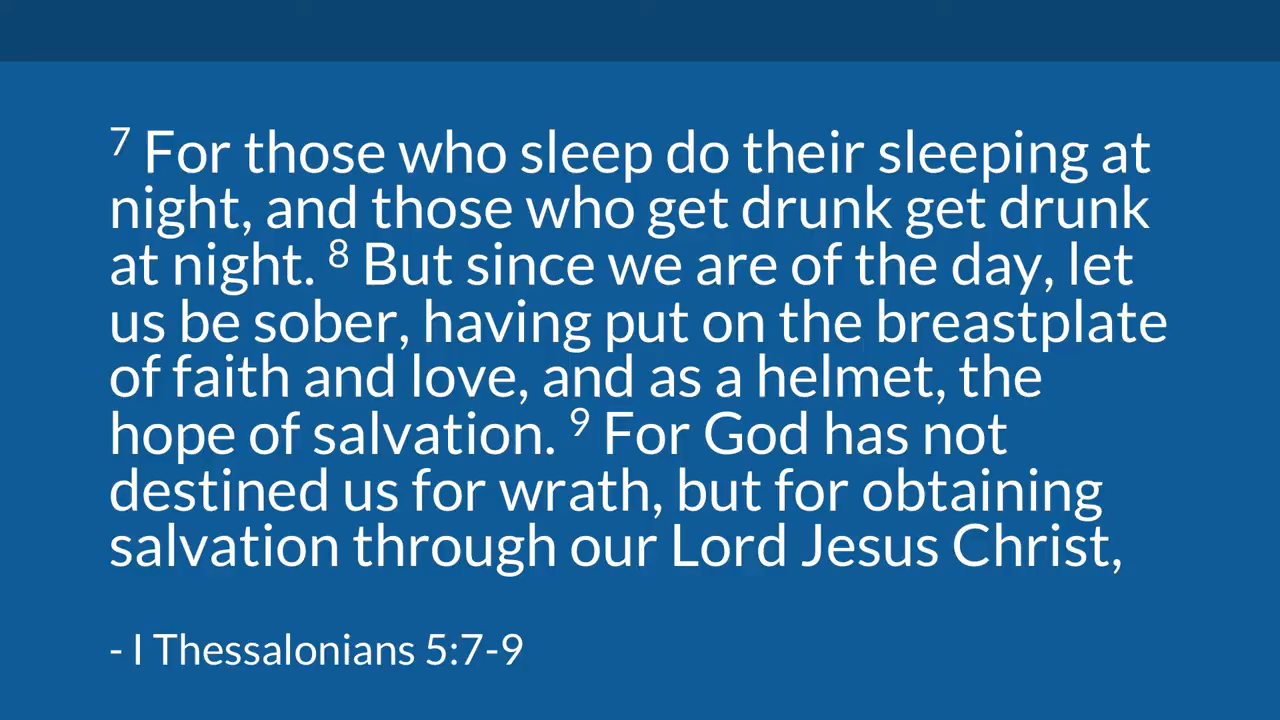 7 For those who sleep do their sleeping at
night, and those who get drunk get drunk
at night. 8 But since we are of the day, let
us be sober, having put on the breastplate
of faith and love, and as a helmet, the
hope of salvation. 9 For God has not
destined us for wrath, but for obtaining
salvation through our Lord Jesus Christ,
- I Thessalonians 5:7-9